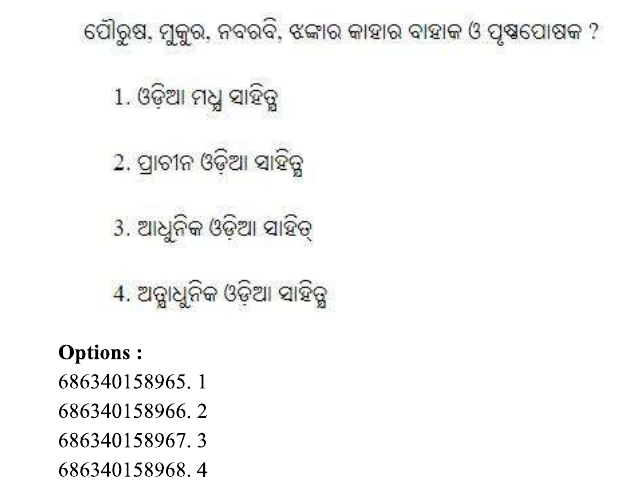 ପୌରୁଷ, ମୁକୁର, ନବରବି, ଝଙ୍କାର କାହାର ବାହାକ ଓ ପୃଷ୍ଠପୋଷକ ?
1. ଓଡ଼ିଆ ମଧ୍ଯ ସାହିତ୍ଯ
2. ପ୍ରାଚୀନ ଓଡ଼ିଆ ସାହିତ୍ଯ
3. ଆଧୁନିକ ଓଡ଼ିଆ ସାହିତ୍
4. ଅତ୍ଯାଧୁନିକ ଓଡ଼ିଆ ସାହିତ୍ଯ
Options :
686340158965. 1
686340158966. 2
686340158967. 3
686340158968. 4